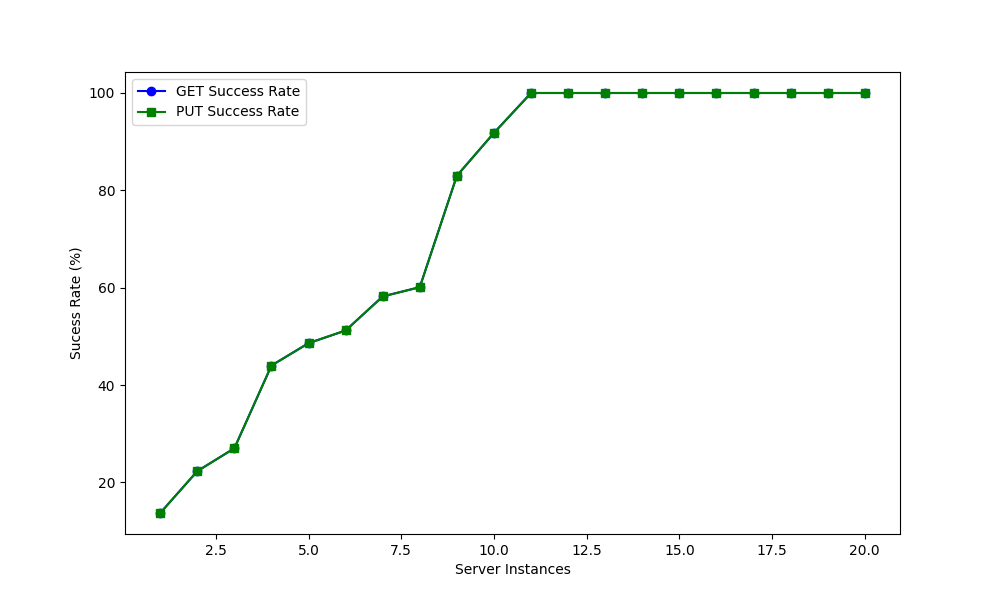 GET Success Rate
PUT Success Rate
100
80
60
40
20
Sucess Rate (%)
2.5 5.0 7.5 10.0 12.5 15.0 17.5 20.0
Server Instances